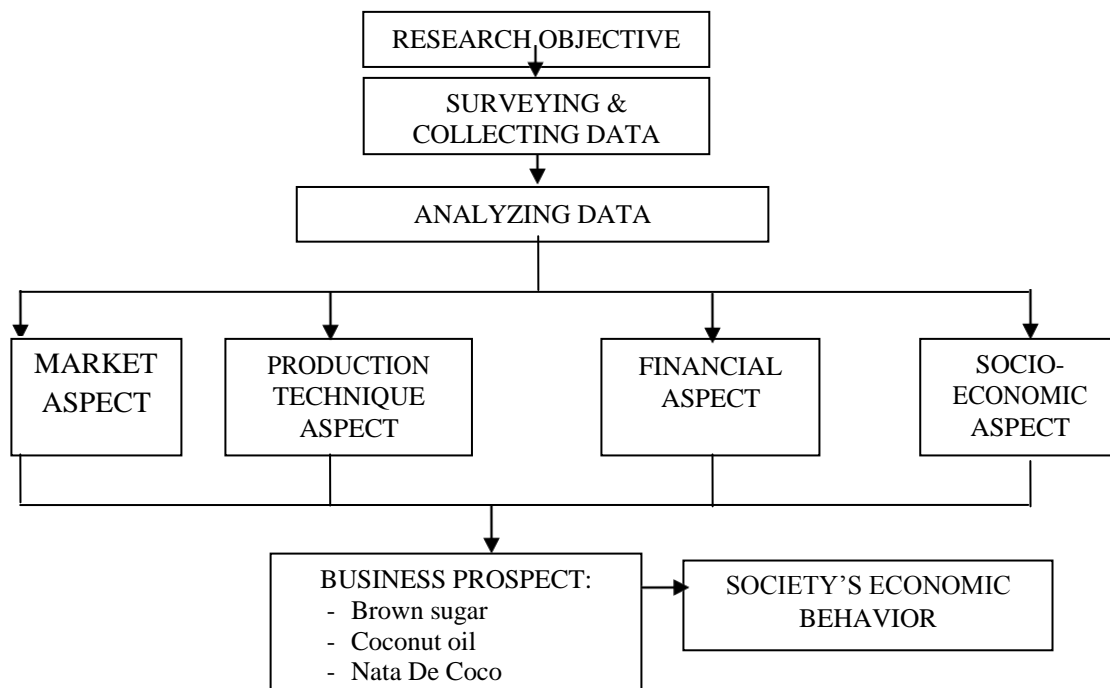 RESEARCH OBJECTIVE
SURVEYING &
COLLECTING DATA
ANALYZING DATA
MARKET
ASPECT
PRODUCTION
TECHNIQUE
ASPECT
FINANCIAL
ASPECT
SOCIO-
ECONOMIC
ASPECT
BUSINESS PROSPECT:
- Brown sugar
- Coconut oil
- Nata De Coco
SOCIETY’S ECONOMIC
BEHAVIOR